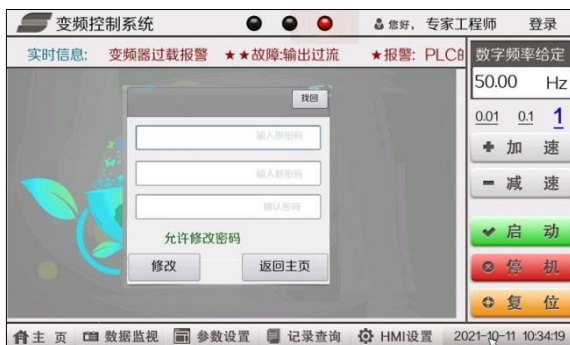 变频控制系统 您好, 专家工程师 登录
实时信息: 变频器过载报警 ★★故障:输出过流 ★报警: PLC
数字频率给定
50.00 Hz
0.01 0.1 1
加 速
减 速
启 动
停 机
复 位
找回
输入原密码
输入新密码
确认密码
允许修改密码
修改 返回主页
主 页 数据监视 参数设置 记录查询 HMI设置 2021-10-11 10:34:19